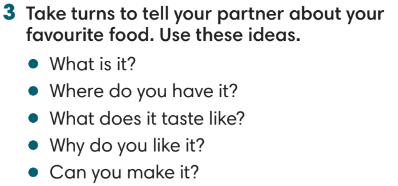 3 Take turns to tell your partner about your
favourite food. Use these ideas.
• What is it?
• Where do you have it?
• What does it taste like?
• Why do you like it?
• Can you make it?